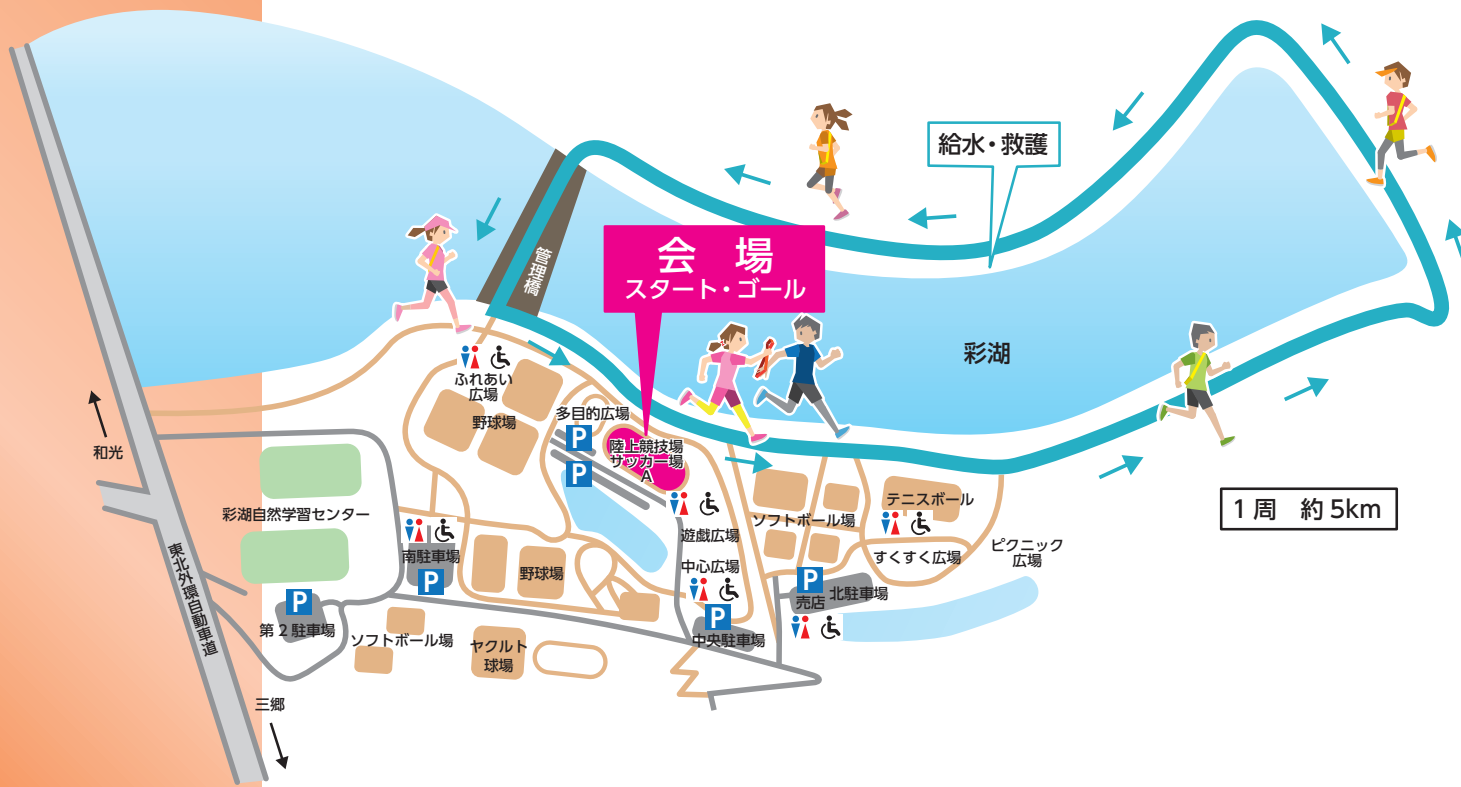 給水・救護
会　場
スタート・ゴール
管理橋
彩湖
ふれあい
広場
野球場
多目的広場
P
P
陸上競技場
サッカー場
A
和光
彩湖自然学習センター
東北外環自動車道
南駐車場
P
野球場
遊戯広場
中心広場
P
中央駐車場
ソフトボール場
テニスボール
すくすく広場
ピクニック
広場
P
売店
北駐車場
1周　約5km
P
第2駐車場
ソフトボール場
ヤクルト
球場
三郷